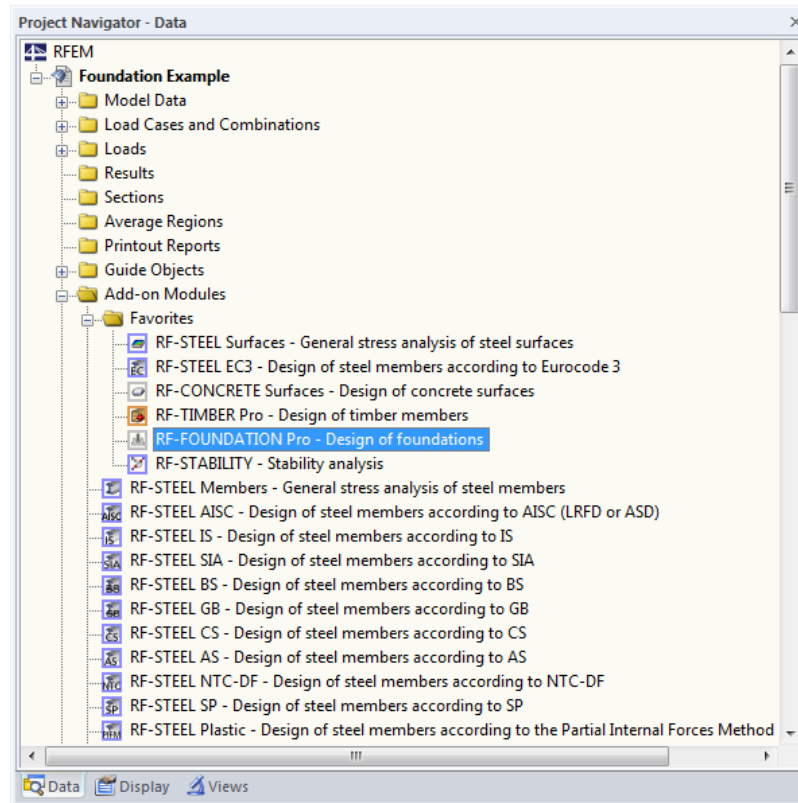 Project Navigator - Data
RFEM
Foundation Example
Model Data
Load Cases and Combinations
Loads
Results
Sections
Average Regions
Printout Reports
Guide Objects
Add-on Modules
Favorites
RF-STEEL Surfaces - General stress analysis of steel surfaces
EC RF-STEEL EC3 - Design of steel members according to Eurocode 3
RF-CONCRETE Surfaces - Design of concrete surfaces
RF-TIMBER Pro - Design of timber members
RF-FOUNDATION Pro - Design of foundations
RF-STABILITY - Stability analysis
RF-STEEL Members - General stress analysis of steel members
AISC RF-STEEL AISC - Design of steel members according to AISC (LRFD or ASD)
IS RF-STEEL IS - Design of steel members according to IS
SIA RF-STEEL SIA - Design of steel members according to SIA
RF-STEEL BS - Design of steel members according to BS
GB RF-STEEL GB - Design of steel members according to GB
CS RF-STEEL CS - Design of steel members according to CS
AS RF-STEEL AS - Design of steel members according to AS
NTC RF-STEEL NTC-DF - Design of steel members according to NTC-DF
SP RF-STEEL SP - Design of steel members according to SP
RF-STEEL Plastic - Design of steel members according to the Partial Internal Forces Method
Data Display Views